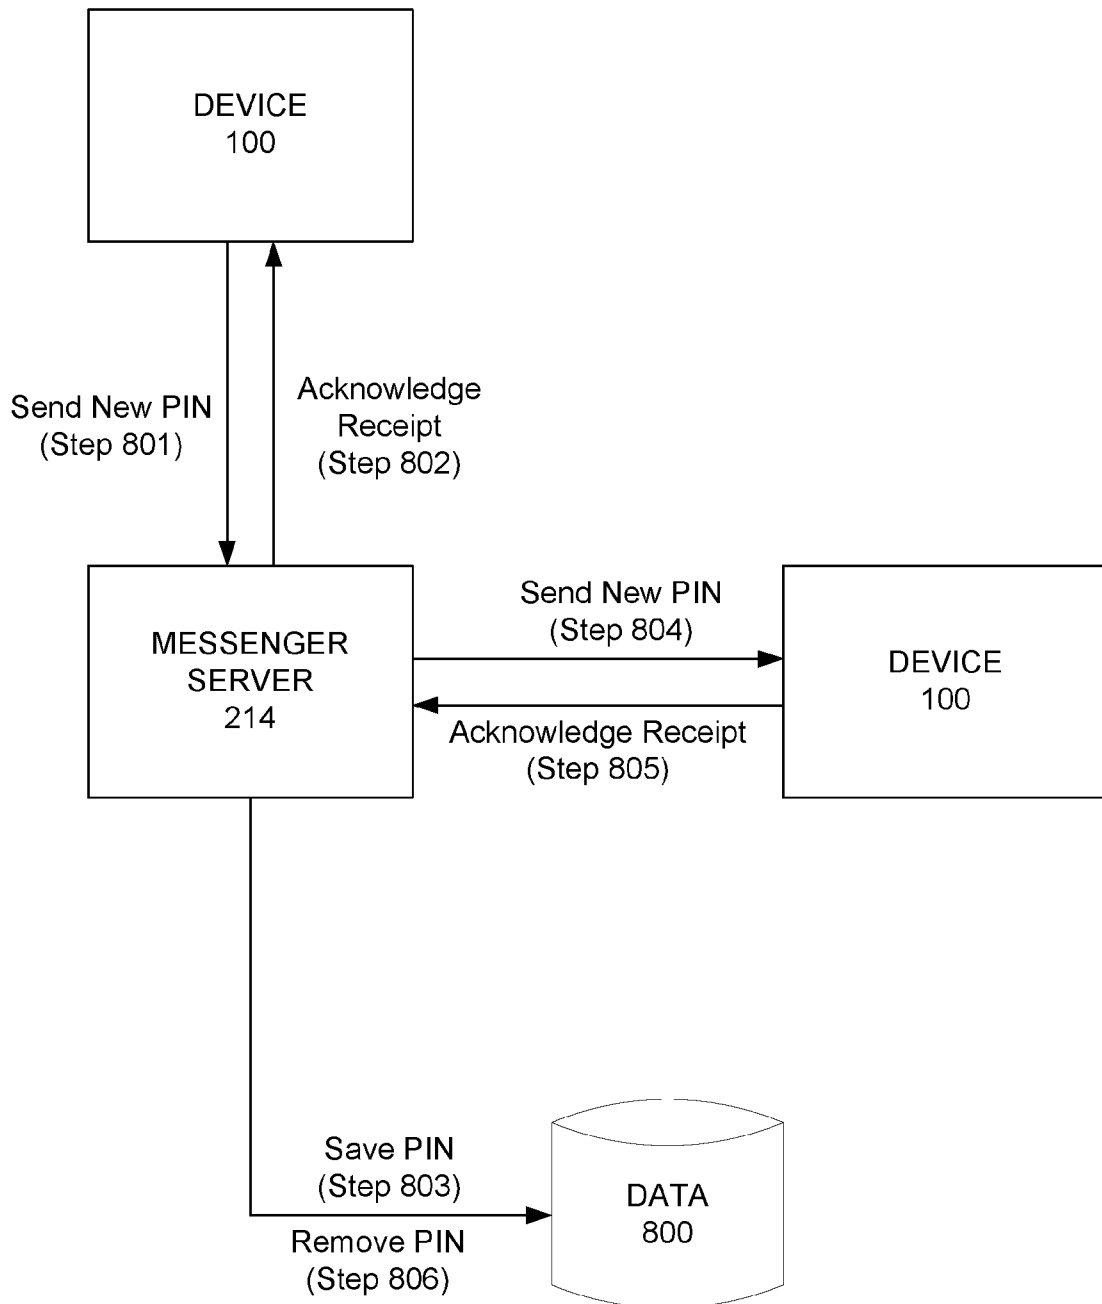 DEVICE
100
Send New PIN
(Step 801)
Acknowledge
Receipt
(Step 802)
MESSENGER
SERVER
214
Send New PIN
(Step 804)
Acknowledge Receipt
(Step 805)
DEVICE
100
Save PIN
(Step 803)
Remove PIN
(Step 806)
DATA
800